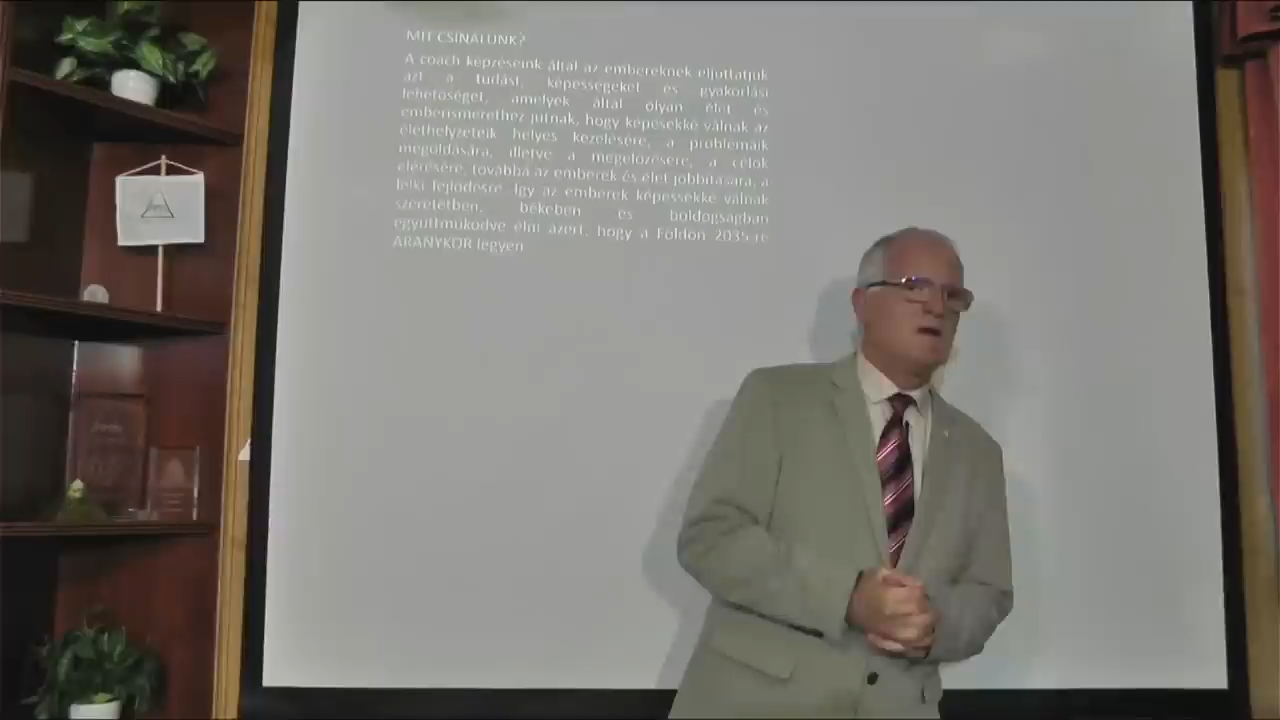 MIT CSINÁLUNK?
A coach képzéseink által az embereknek eljuttatjuk
azt a tudást, képességeket és gyakorlási
lehetőséget, amelyek által olyan élet és
emberismerethez jutnak, hogy képesekké válnak az
élethelyzeteik helyes kezelésére, a problémáik
megoldására, illetve a megelőzésére, a célok
elérésére, továbbá az emberek és élet jobbítására, a
lelki fejlődésre. Így az emberek képessekké válnak
szeretetben, békében és boldogságban
együttműködve élni azért, hogy a Földön 2035-re
ARANYKOR legyen